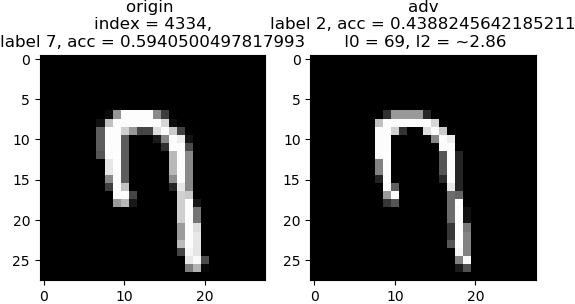 origin
index = 4334,
label 7, acc = 0.5940500497817993
adv
label 2, acc = 0.4388245642185211
l0 = 69, l2 = ~2.86
0
5
10
15
20
25
0 10 20
0
5
10
15
20
25
0 10 20